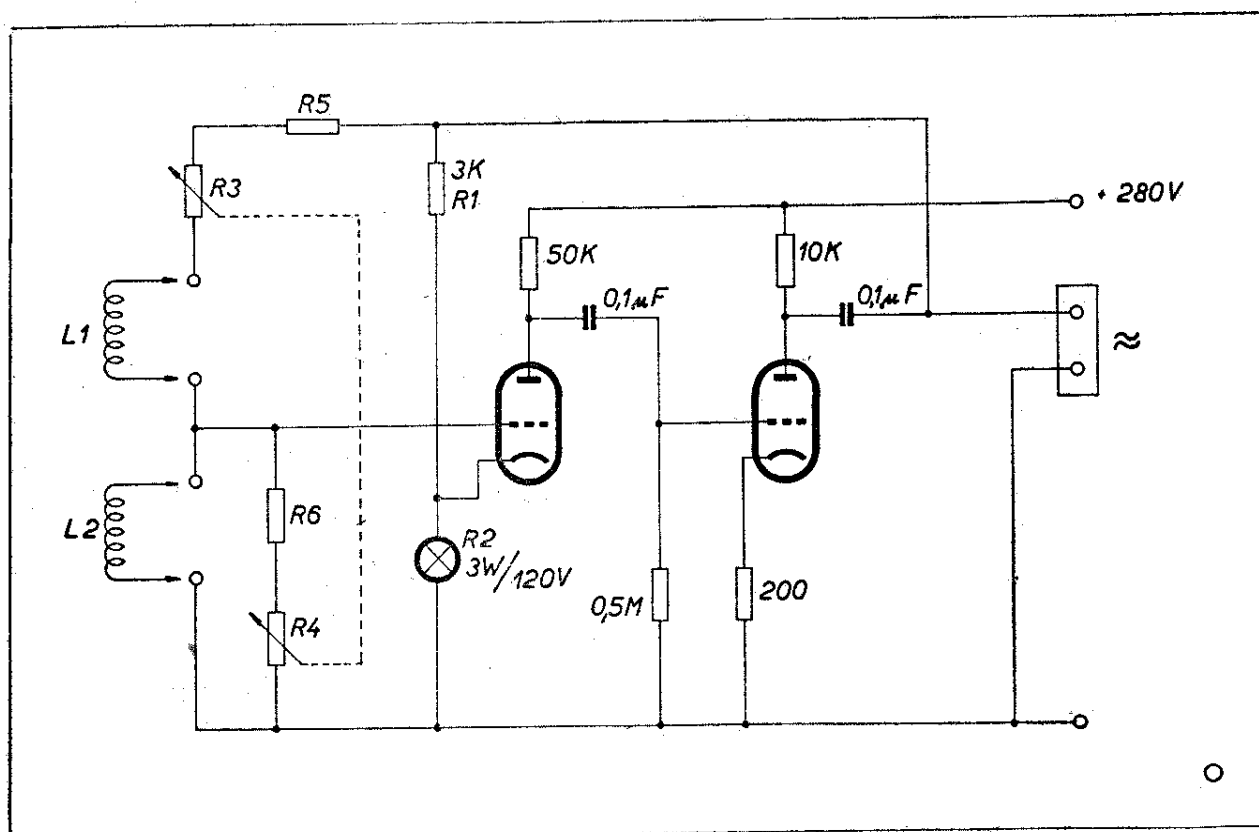 R5
R3
3K
R1
+ 280V
50K
10K
0,1µF
0,1µF
L1
≈
L2
R6
R2
3W/120V
R4
0,5M
200